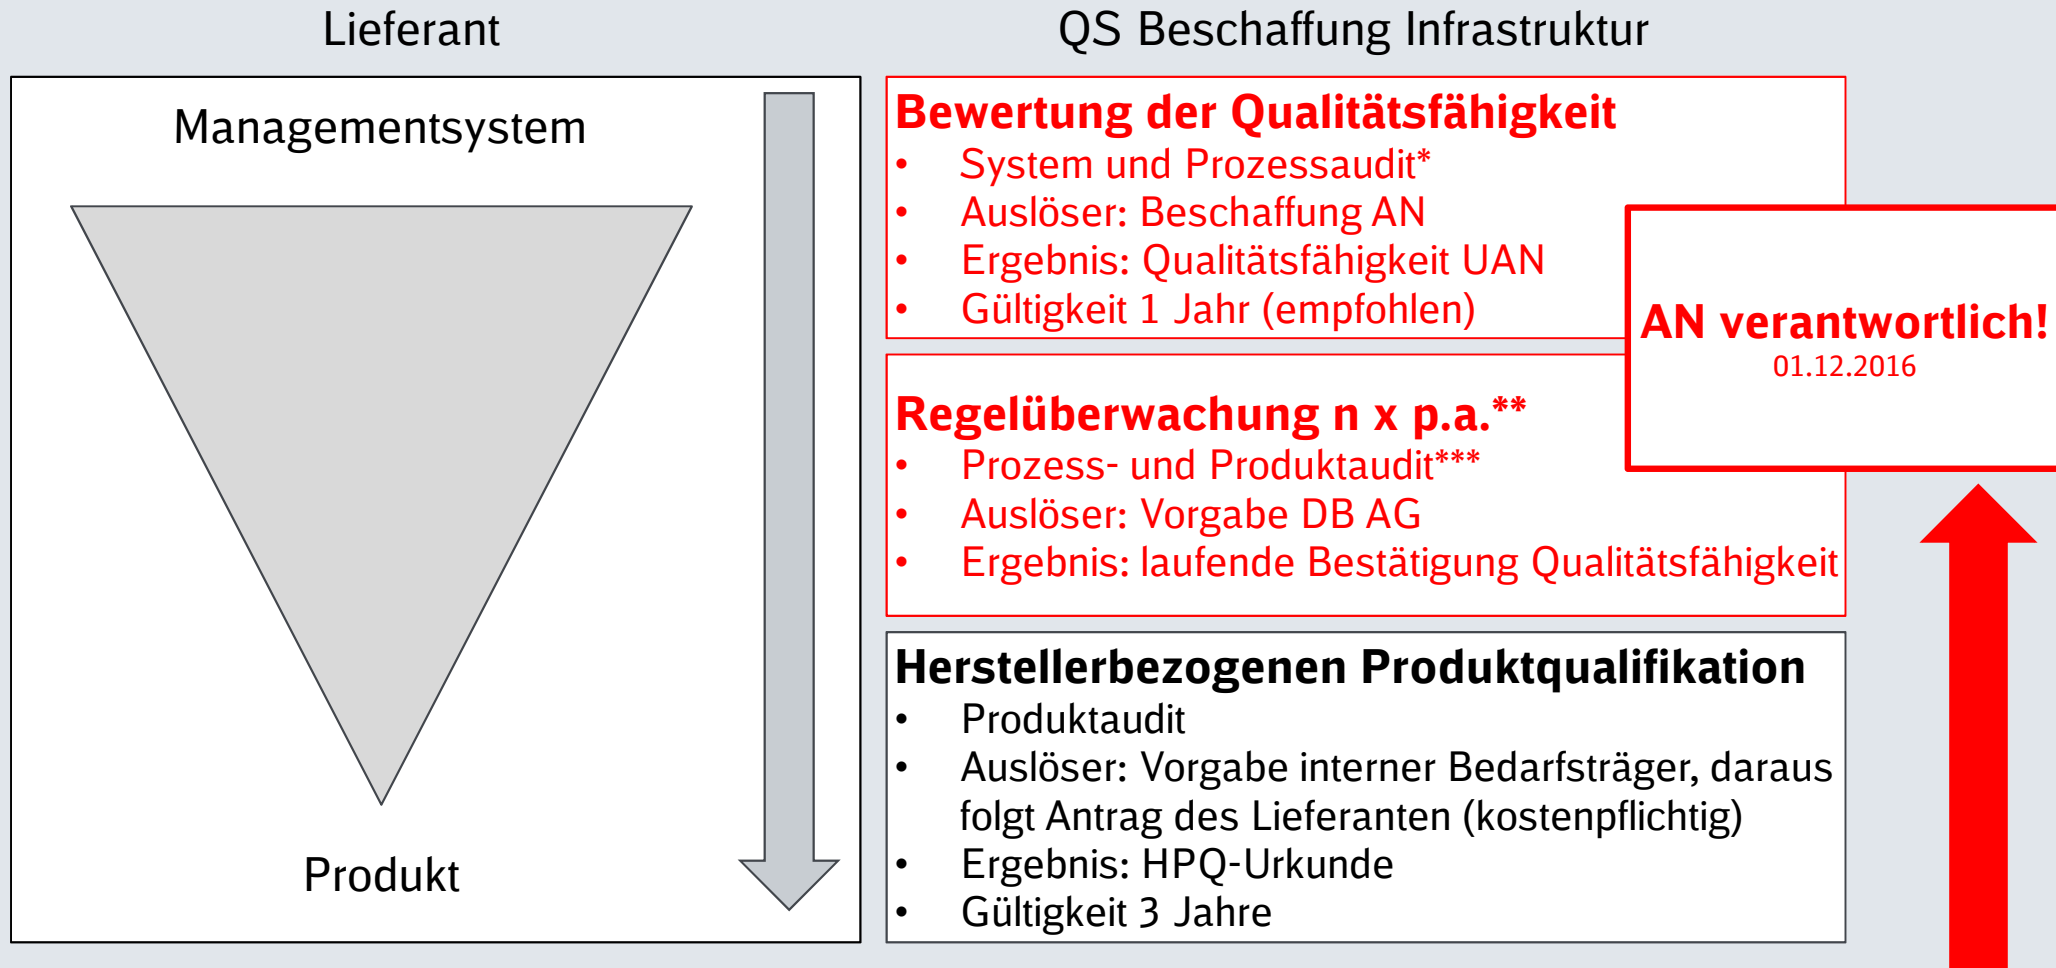 Lieferant
Managementsystem
Produkt
QS Beschaffung Infrastruktur
Bewertung der Qualitätsfähigkeit
• System und Prozessaudit*
• Auslöser: Beschaffung AN
• Ergebnis: Qualitätsfähigkeit UAN
• Gültigkeit 1 Jahr (empfohlen)
AN verantwortlich!
01.12.2016
Regelüberwachung n x p.a.**
• Prozess- und Produktaudit***
• Auslöser: Vorgabe DB AG
• Ergebnis: laufende Bestätigung Qualitätsfähigkeit
Herstellerbezogenen Produktqualifikation
• Produktaudit
• Auslöser: Vorgabe interner Bedarfsträger, daraus
folgt Antrag des Lieferanten (kostenpflichtig)
• Ergebnis: HPQ-Urkunde
• Gültigkeit 3 Jahre